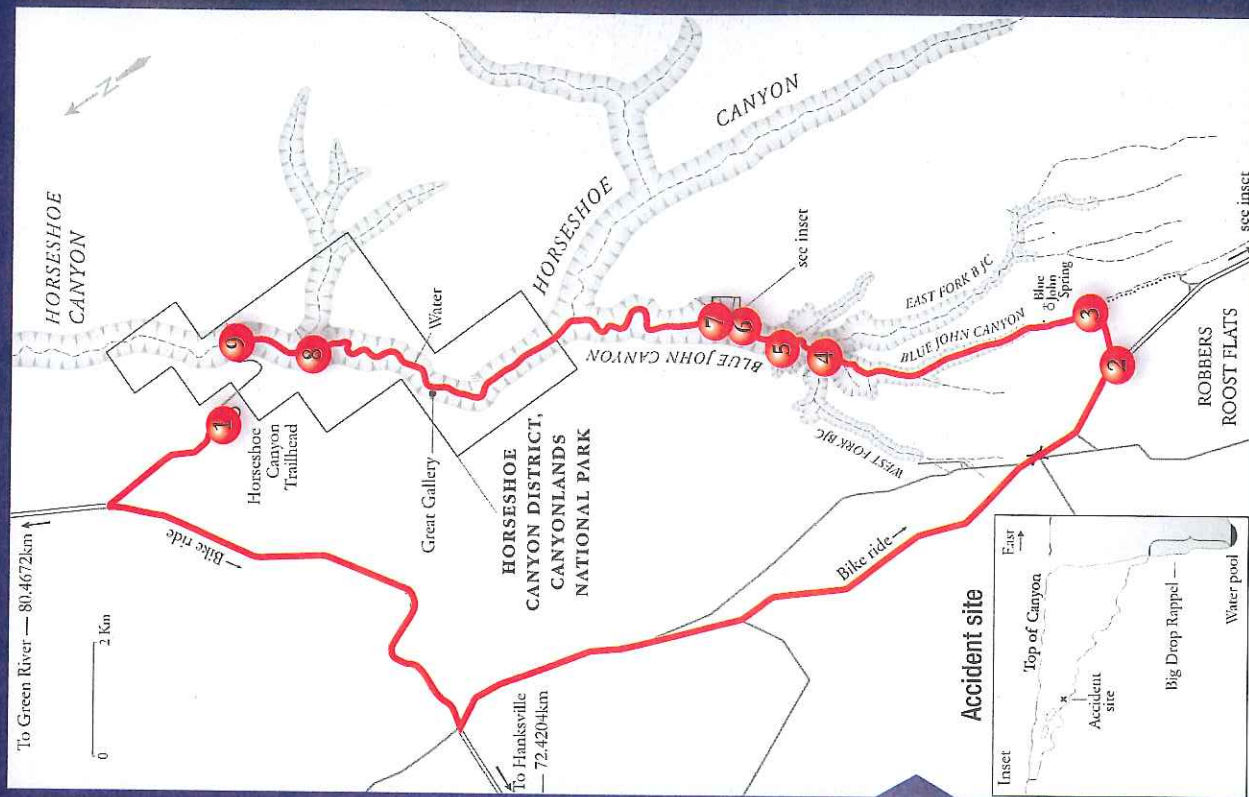 To Green River — 80.4672km
N
HORSESHOE
CANYON
CANYON
HORSESHOE
9
8
1
Horseshoe
Canyon
Trailhead
Water
Great Gallery
HORSESHOE
CANYON DISTRICT,
CANYONLANDS
NATIONAL PARK
Bike ride
0
2 Km
To Hanksville
— 72.4204km
7
6
see inset
5
4
BLUE JOHN CANYON
EAST FORK BJC
BLUE JOHN CANYON
WEST FORK BJC
Blue
John
Spring
3
2
see inset
ROBBERS
ROOST FLATS
Bike ride
Accident site
Inset
East
Top of Canyon
Accident
site
Big Drop Rappel
Water pool